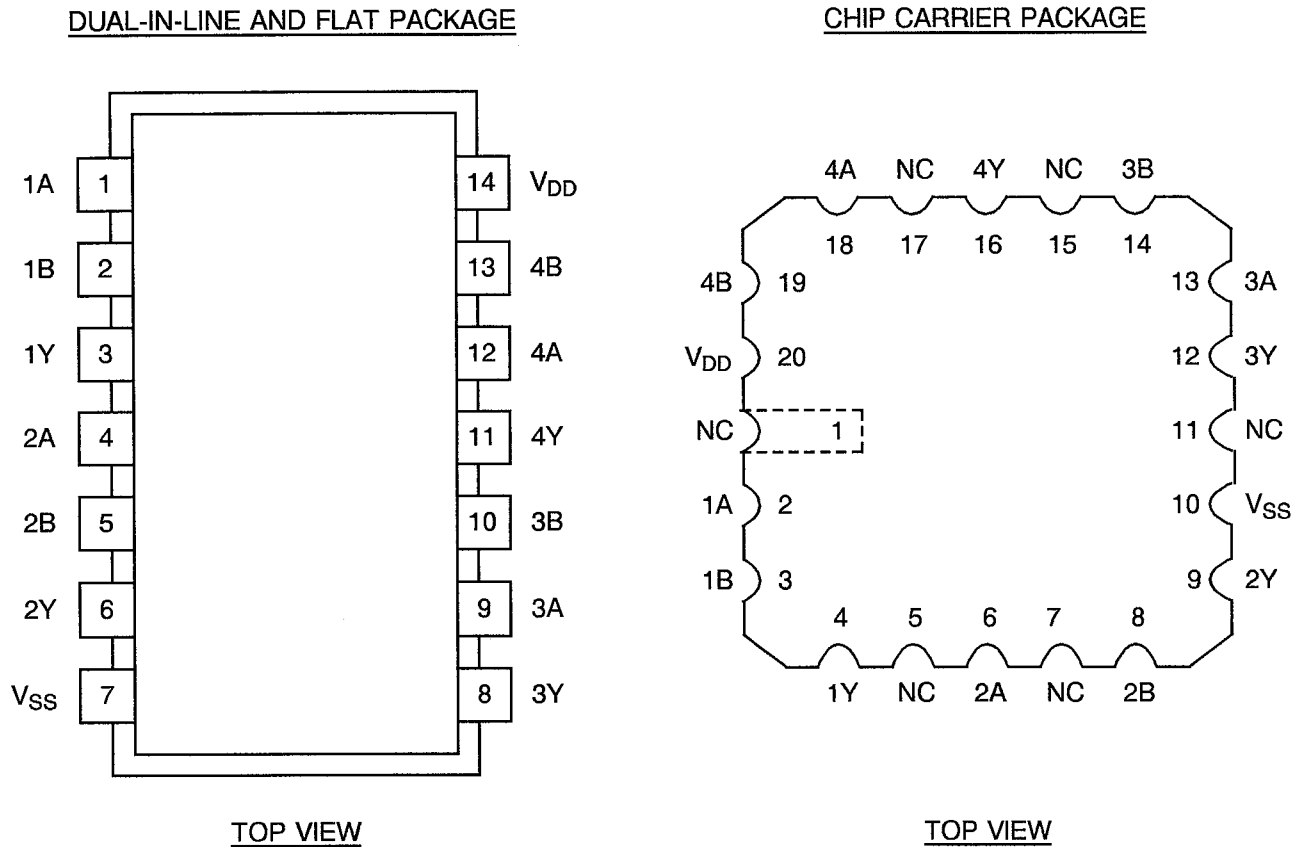 DUAL-IN-LINE AND FLAT PACKAGE
1A 1 14 VDD
1B 2 13 4B
1Y 3 12 4A
2A 4 11 4Y
2B 5 10 3B
2Y 6 9 3A
VSS 7 8 3Y
TOP VIEW
CHIP CARRIER PACKAGE
4A NC 4Y NC 3B
18 17 16 15 14
4B 19 13 3A
VDD 20 12 3Y
NC 1 11 NC
1A 2 10 VSS
1B 3 9 2Y
4 5 6 7 8
1Y NC 2A NC 2B
TOP VIEW